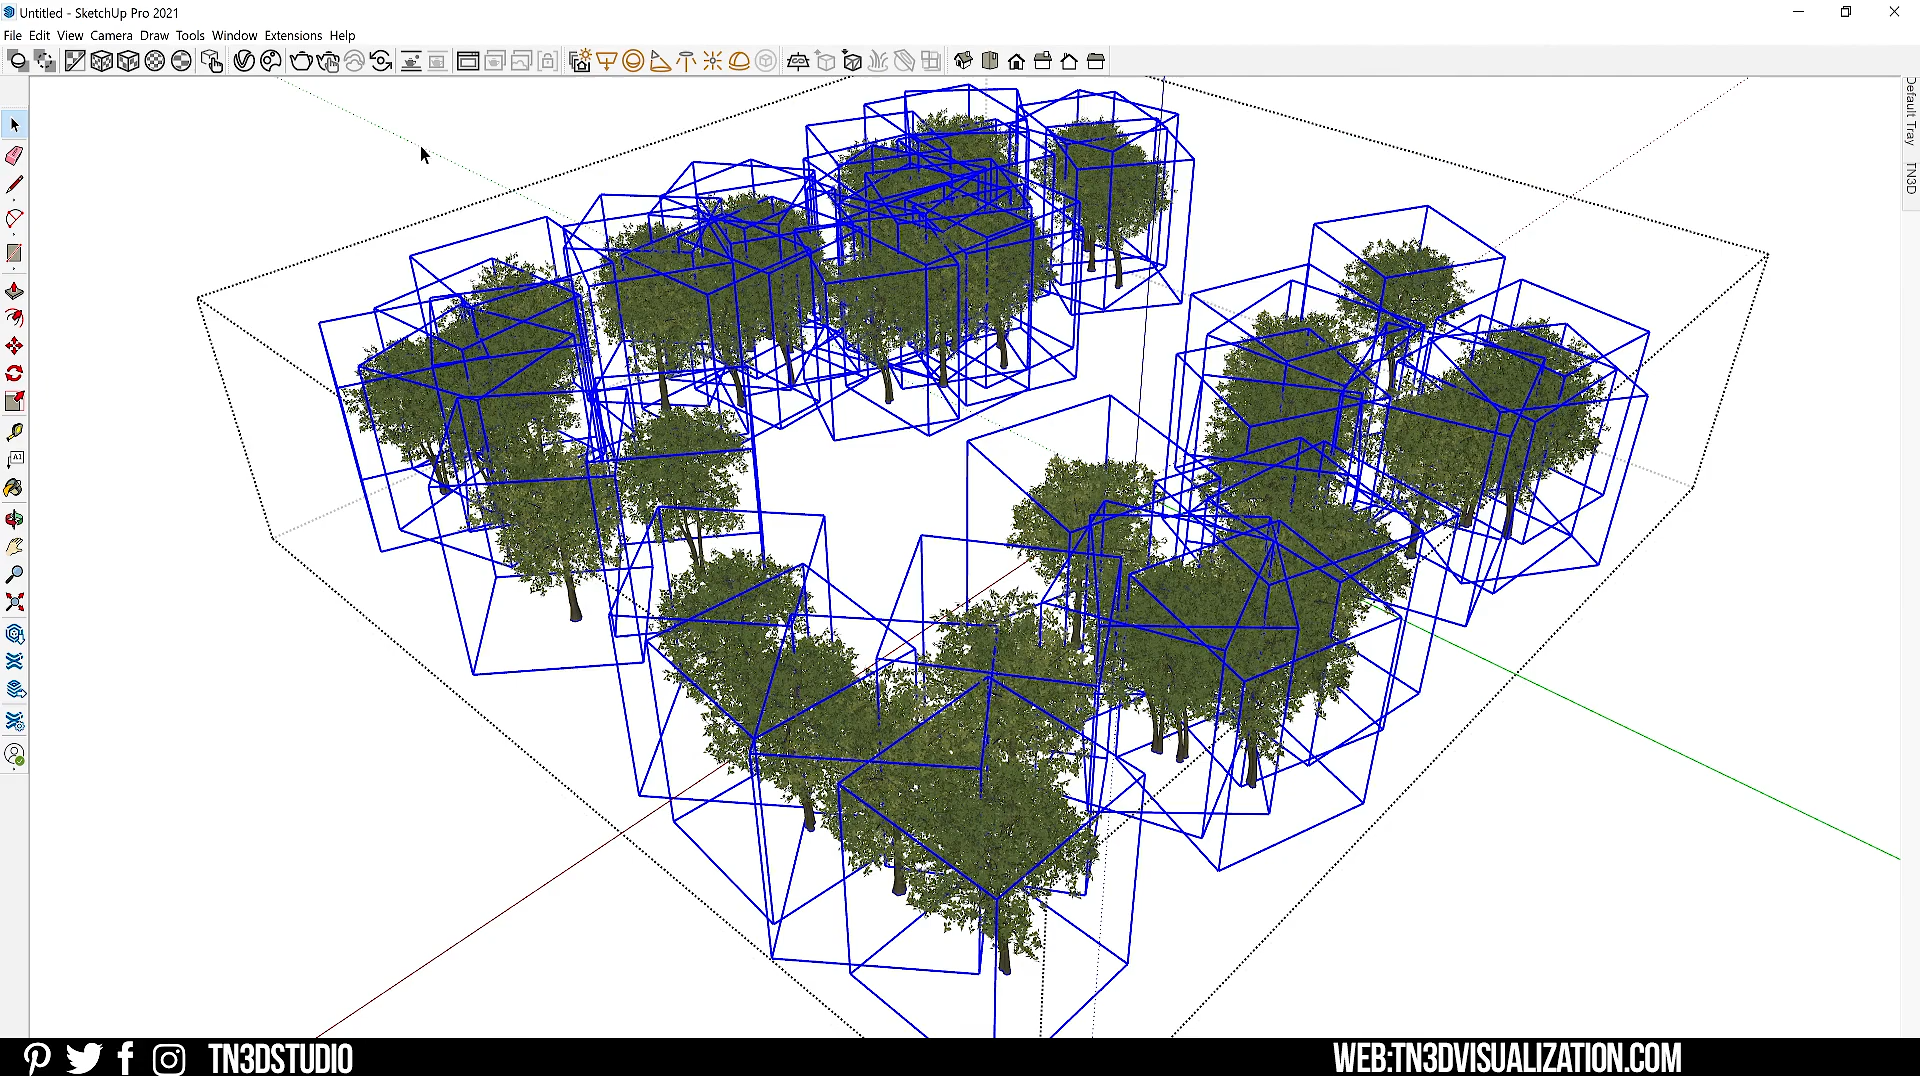 Untitled - SketchUp Pro 2021
File Edit View Camera Draw Tools Window Extensions Help
Default Tray
TN3D
A1
TN3DSTUDIO
WEB:TN3DVISUALIZATION.COM